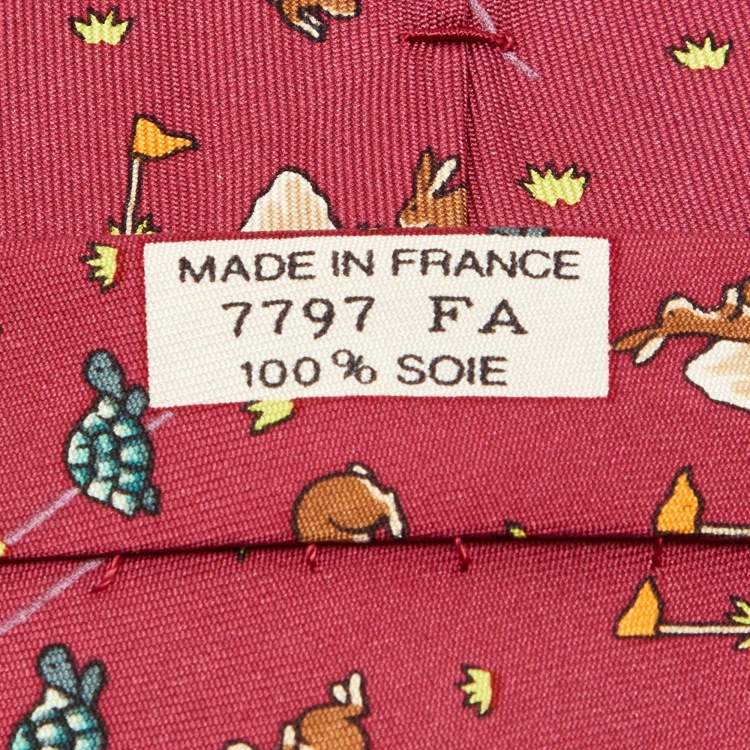 MADE IN FRANCE
7797 FA
100% SOIE